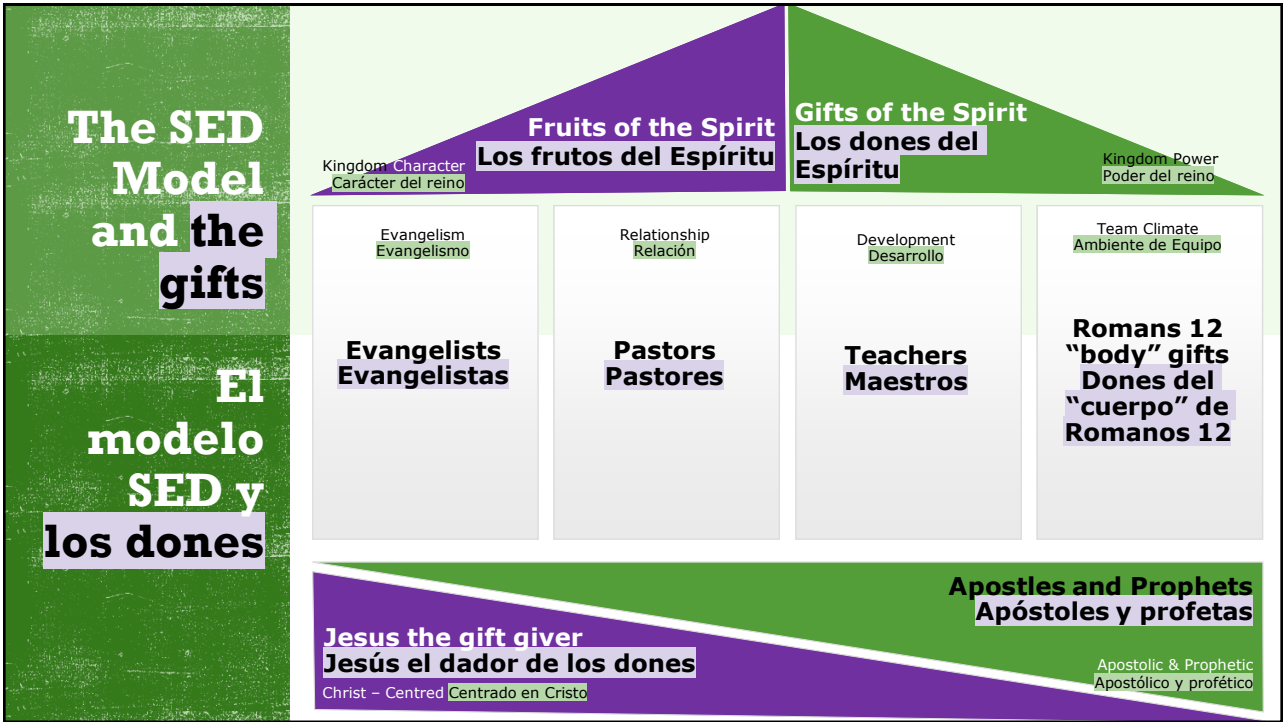 The SED
Model
and the
gifts
El
modelo
SED y
los dones
Fruits of the Spirit
Los frutos del Espíritu
Kingdom Character
Carácter del reino
Gifts of the Spirit
Los dones del
Espíritu
Kingdom Power
Poder del reino
Evangelism
Evangelismo
Evangelists
Evangelistas
Relationship
Relación
Pastors
Pastores
Development
Desarrollo
Teachers
Maestros
Team Climate
Ambiente de Equipo
Romans 12
“body” gifts
Dones del
“cuerpo” de
Romanos 12
Jesus the gift giver
Jesús el dador de los dones
Christ – Centred Centrado en Cristo
Apostles and Prophets
Apóstoles y profetas
Apostolic & Prophetic
Apostólico y profético